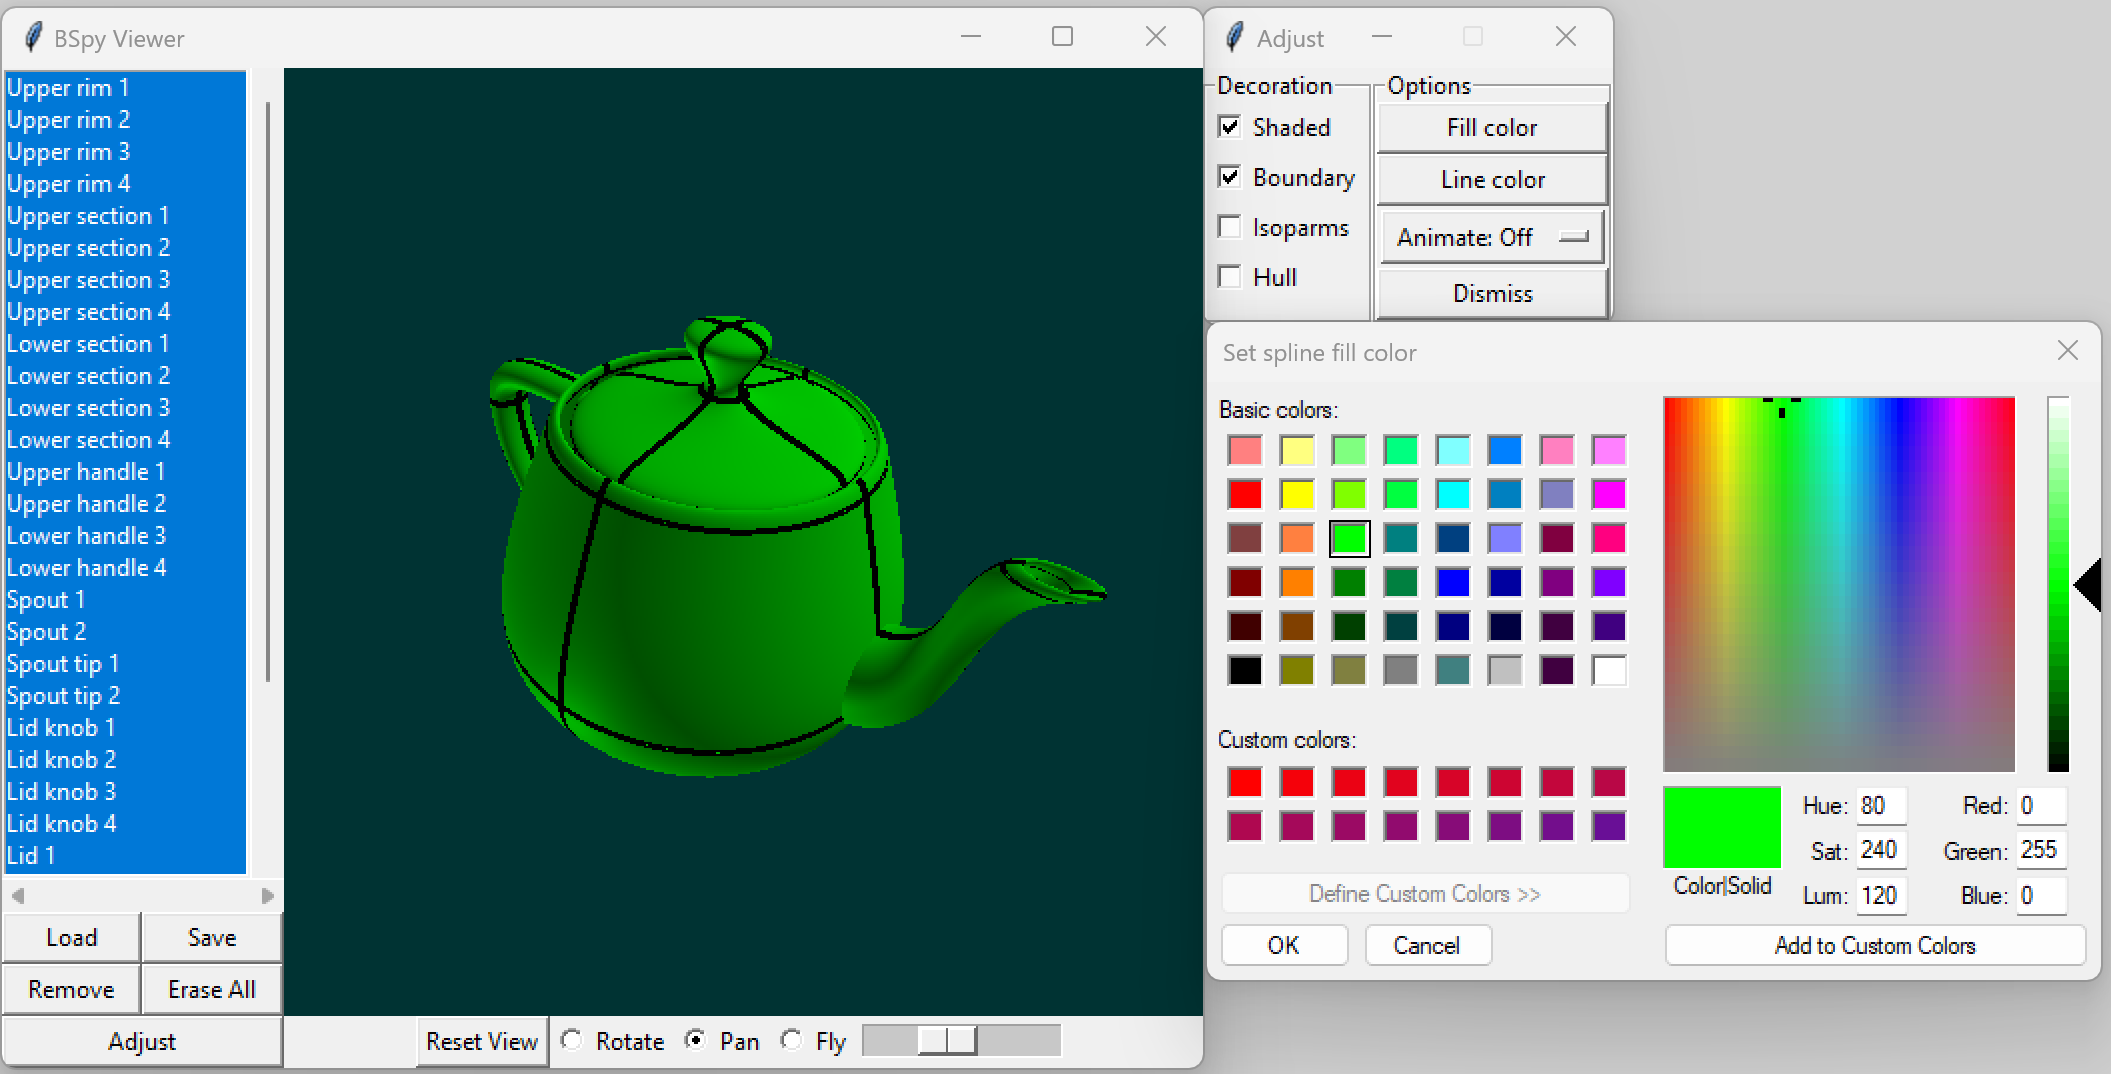 BSpy Viewer
Upper rim 1
Upper rim 2
Upper rim 3
Upper rim 4
Upper section 1
Upper section 2
Upper section 3
Upper section 4
Lower section 1
Lower section 2
Lower section 3
Lower section 4
Upper handle 1
Upper handle 2
Lower handle 3
Lower handle 4
Spout 1
Spout 2
Spout tip 1
Spout tip 2
Lid knob 1
Lid knob 2
Lid knob 3
Lid knob 4
Lid 1
Load Save
Remove Erase All
Adjust
Reset View Rotate Pan Fly
Adjust
Decoration
Shaded
Boundary
Isoparms
Hull
Options
Fill color
Line color
Animate: Off
Dismiss
Set spline fill color
Basic colors:
Custom colors:
Define Custom Colors >>
OK Cancel
Color|Solid
Hue: 80 Red: 0
Sat: 240 Green: 255
Lum: 120 Blue: 0
Add to Custom Colors